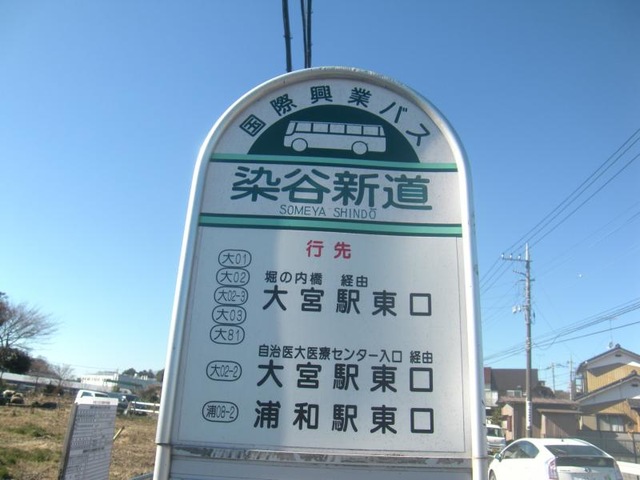 国際興業バス
染谷新道
SOMEYA SHINDŌ
行先
大01
大02
大02-3
大03
大81
堀の内橋 経由
大宮駅東口
自治医大医療センター入口 経由
大02-2 大宮駅東口
浦08-2 浦和駅東口